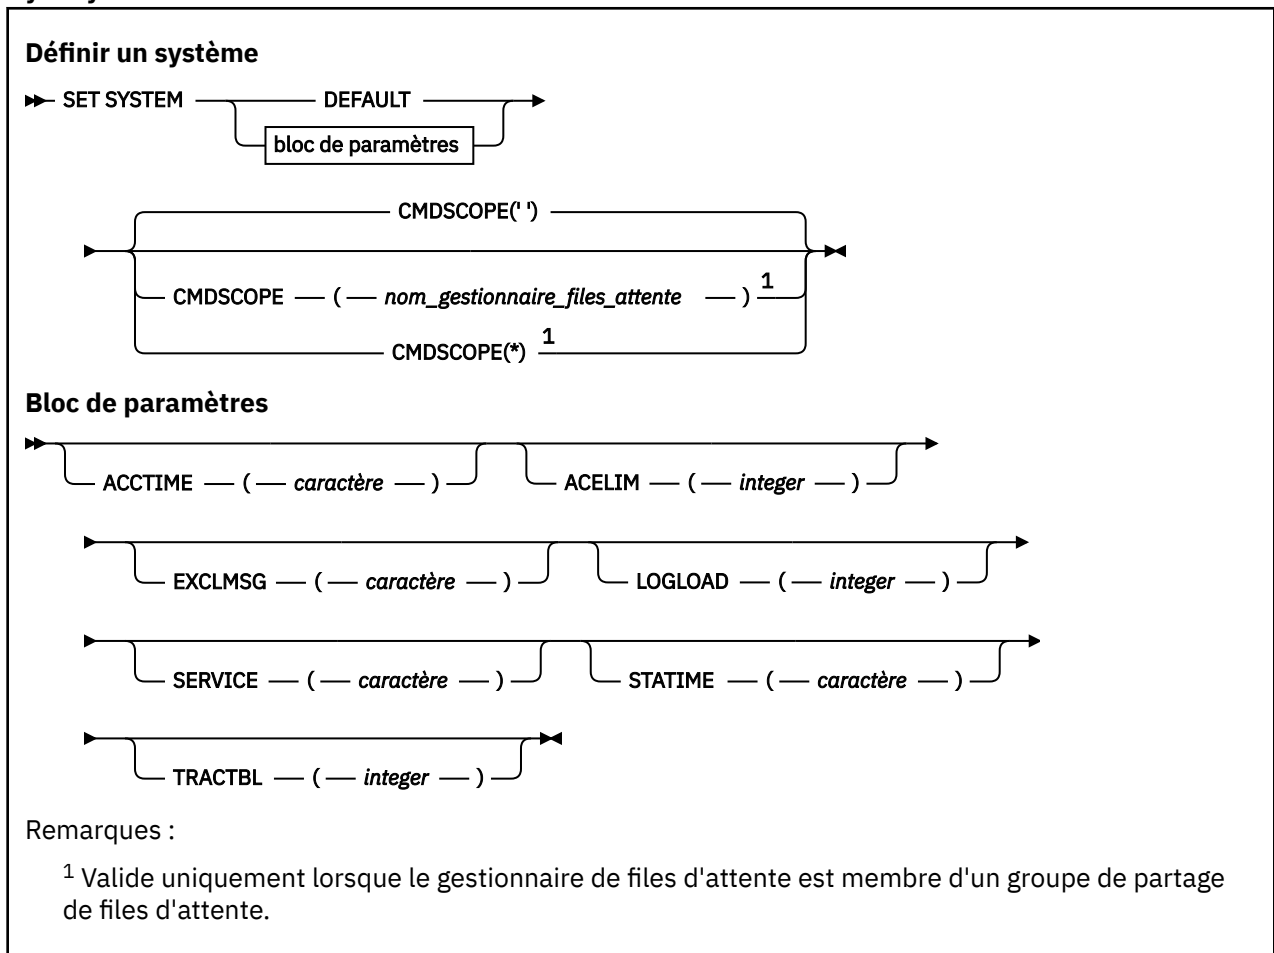 Définir un système
SET SYSTEM DEFAULT
bloc de paramètres
CMDSCOPE(' ')
CMDSCOPE ( nom_gestionnaire_files_attente ) 1
CMDSCOPE(*) 1
Bloc de paramètres
ACCTIME ( caractère ) ACELIM ( integer )
EXCLMSG ( caractère ) LOGLOAD ( integer )
SERVICE ( caractère ) STATIME ( caractère )
TRACTBL ( integer )
Remarques :
1 Valide uniquement lorsque le gestionnaire de files d'attente est membre d'un groupe de partage
de files d'attente.